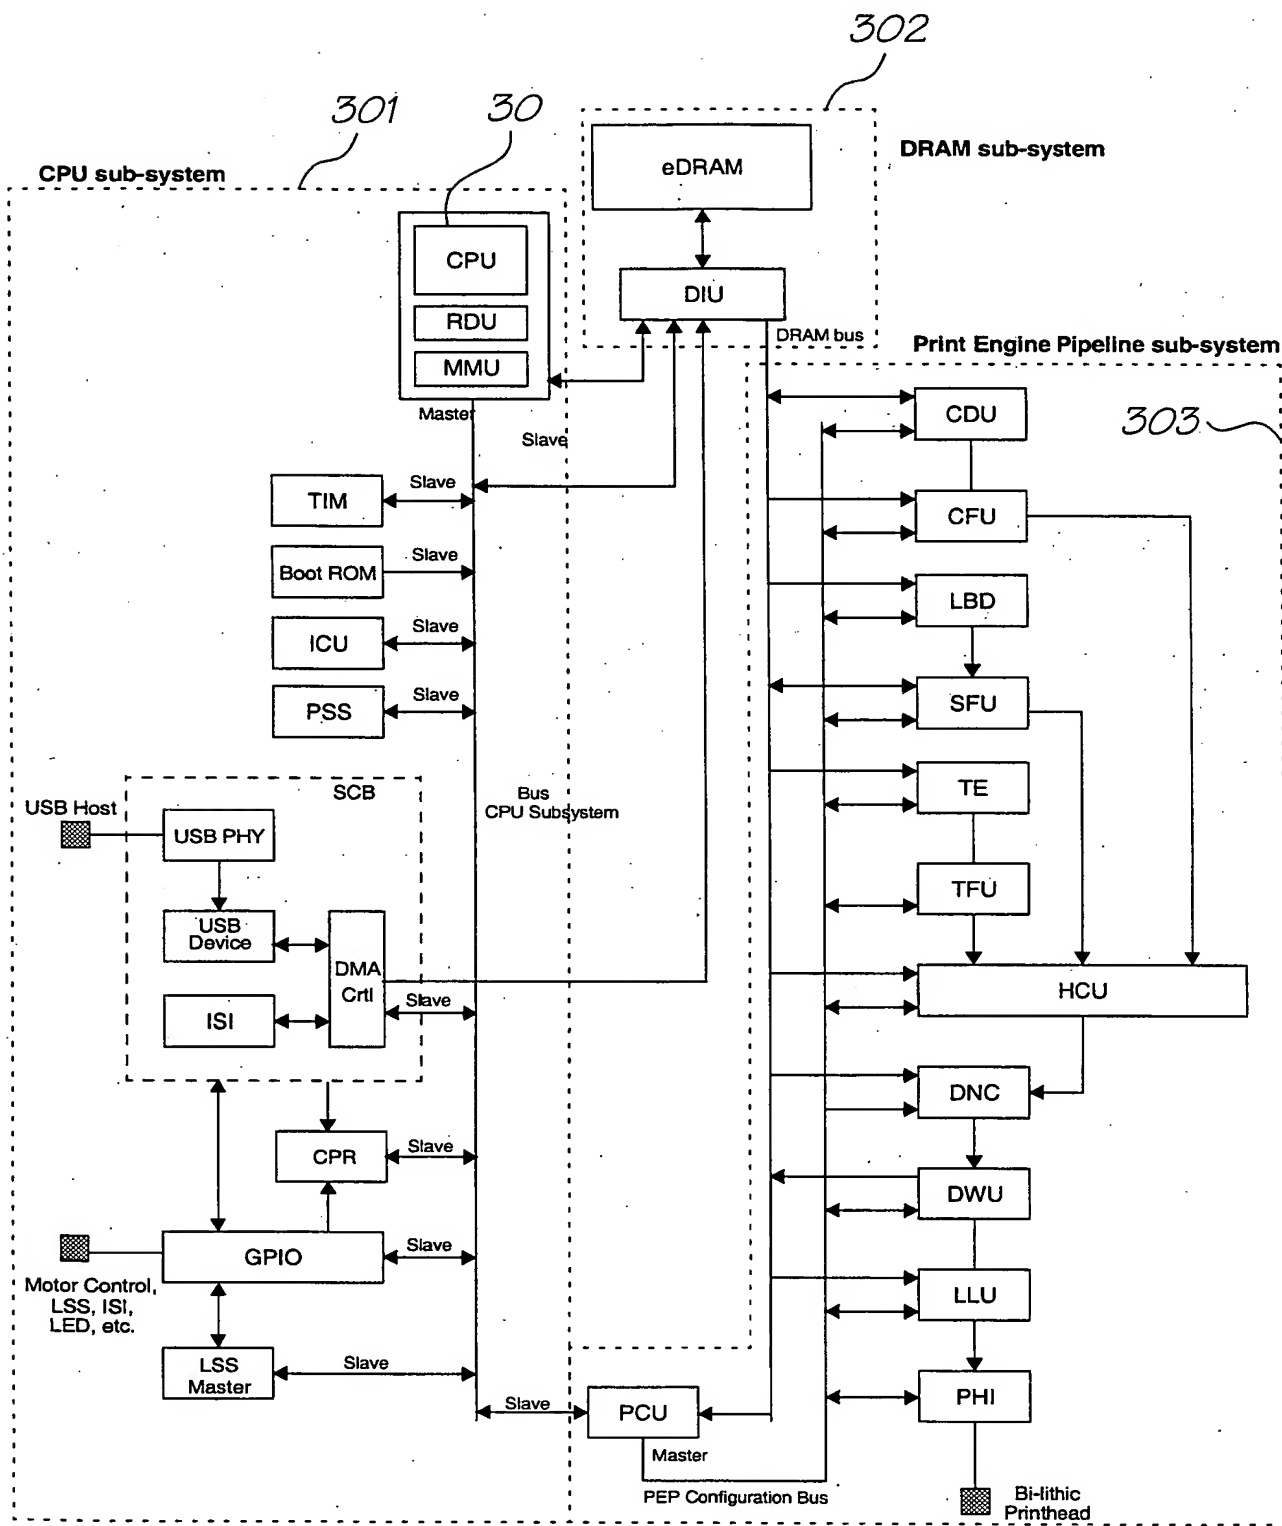 302
301
30
DRAM sub-system
CPU sub-system
eDRAM
CPU
RDU
MMU
DIU
DRAM bus
Print Engine Pipeline sub-system
Master
Slave
303
CDU
TIM
Slave
CFU
Boot ROM
Slave
LBD
ICU
Slave
PSS
Slave
SFU
SCB
Bus
CPU Subsystem
TE
USB Host
USB PHY
TFU
USB
Device
DMA
Crtl
Slave
ISI
HCU
DNC
CPR
Slave
DWU
GPIO
Slave
Motor Control,
LSS, ISI,
LED, etc.
LLU
LSS
Master
Slave
PHI
Slave
PCU
Master
PEP Configuration Bus
Bi-lithic
Printhead